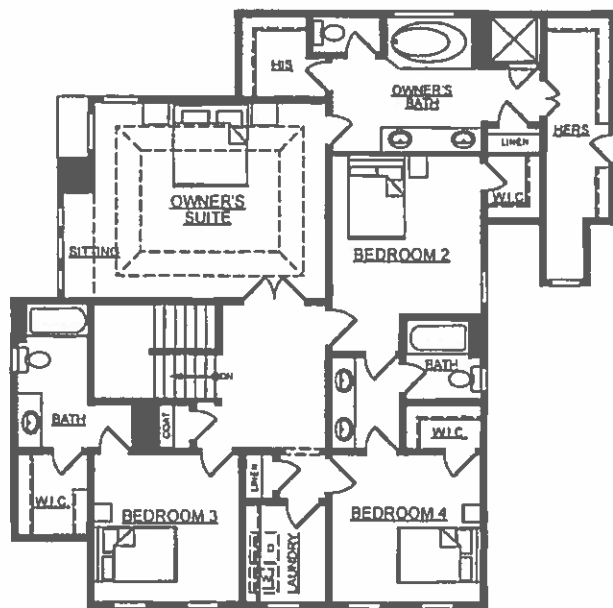 HIS
OWNER'S
BATH
HERS
LINEN
W.I.C.
OWNER'S
SUITE
SITTING
BEDROOM 2
DN
BATH
BATH
COAT
W.I.C.
W.I.C.
LINEN
BEDROOM 3
LAUNDRY
BEDROOM 4